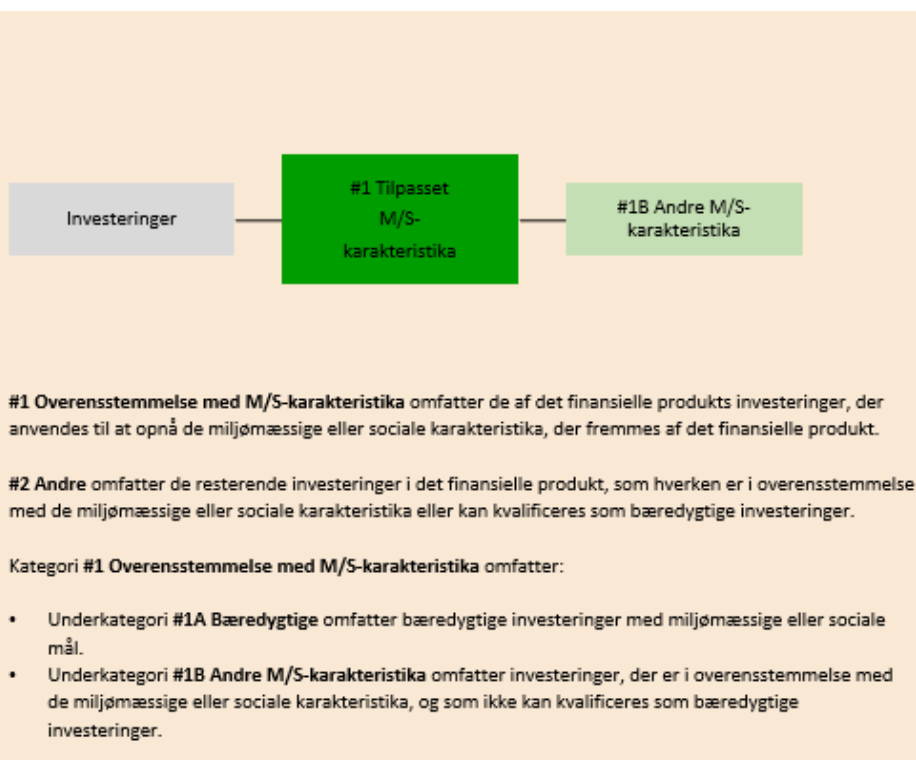 Investeringer
#1 Tilpasset
M/S-
karakteristika
#1B Andre M/S-
karakteristika
#1 Overensstemmelse med M/S-karakteristika omfatter de af det finansielle produkts investeringer, der
anvendes til at opnå de miljømæssige eller sociale karakteristika, der fremmes af det finansielle produkt.
#2 Andre omfatter de resterende investeringer i det finansielle produkt, som hverken er i overensstemmelse
med de miljømæssige eller sociale karakteristika eller kan kvalificeres som bæredygtige investeringer.
Kategori #1 Overensstemmelse med M/S-karakteristika omfatter:
• Underkategori #1A Bæredygtige omfatter bæredygtige investeringer med miljømæssige eller sociale
mål.
• Underkategori #1B Andre M/S-karakteristika omfatter investeringer, der er i overensstemmelse med
de miljømæssige eller sociale karakteristika, og som ikke kan kvalificeres som bæredygtige
investeringer.